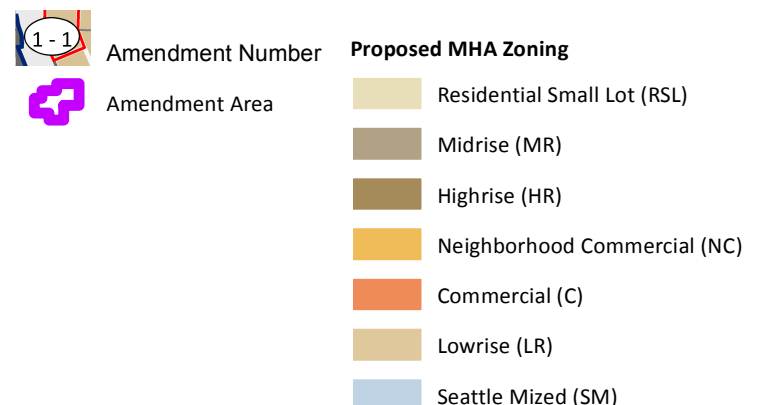 1 - 1
Amendment Number
Amendment Area
Proposed MHA Zoning
Residential Small Lot (RSL)
Midrise (MR)
Highrise (HR)
Neighborhood Commercial (NC)
Commercial (C)
Lowrise (LR)
Seattle Mized (SM)